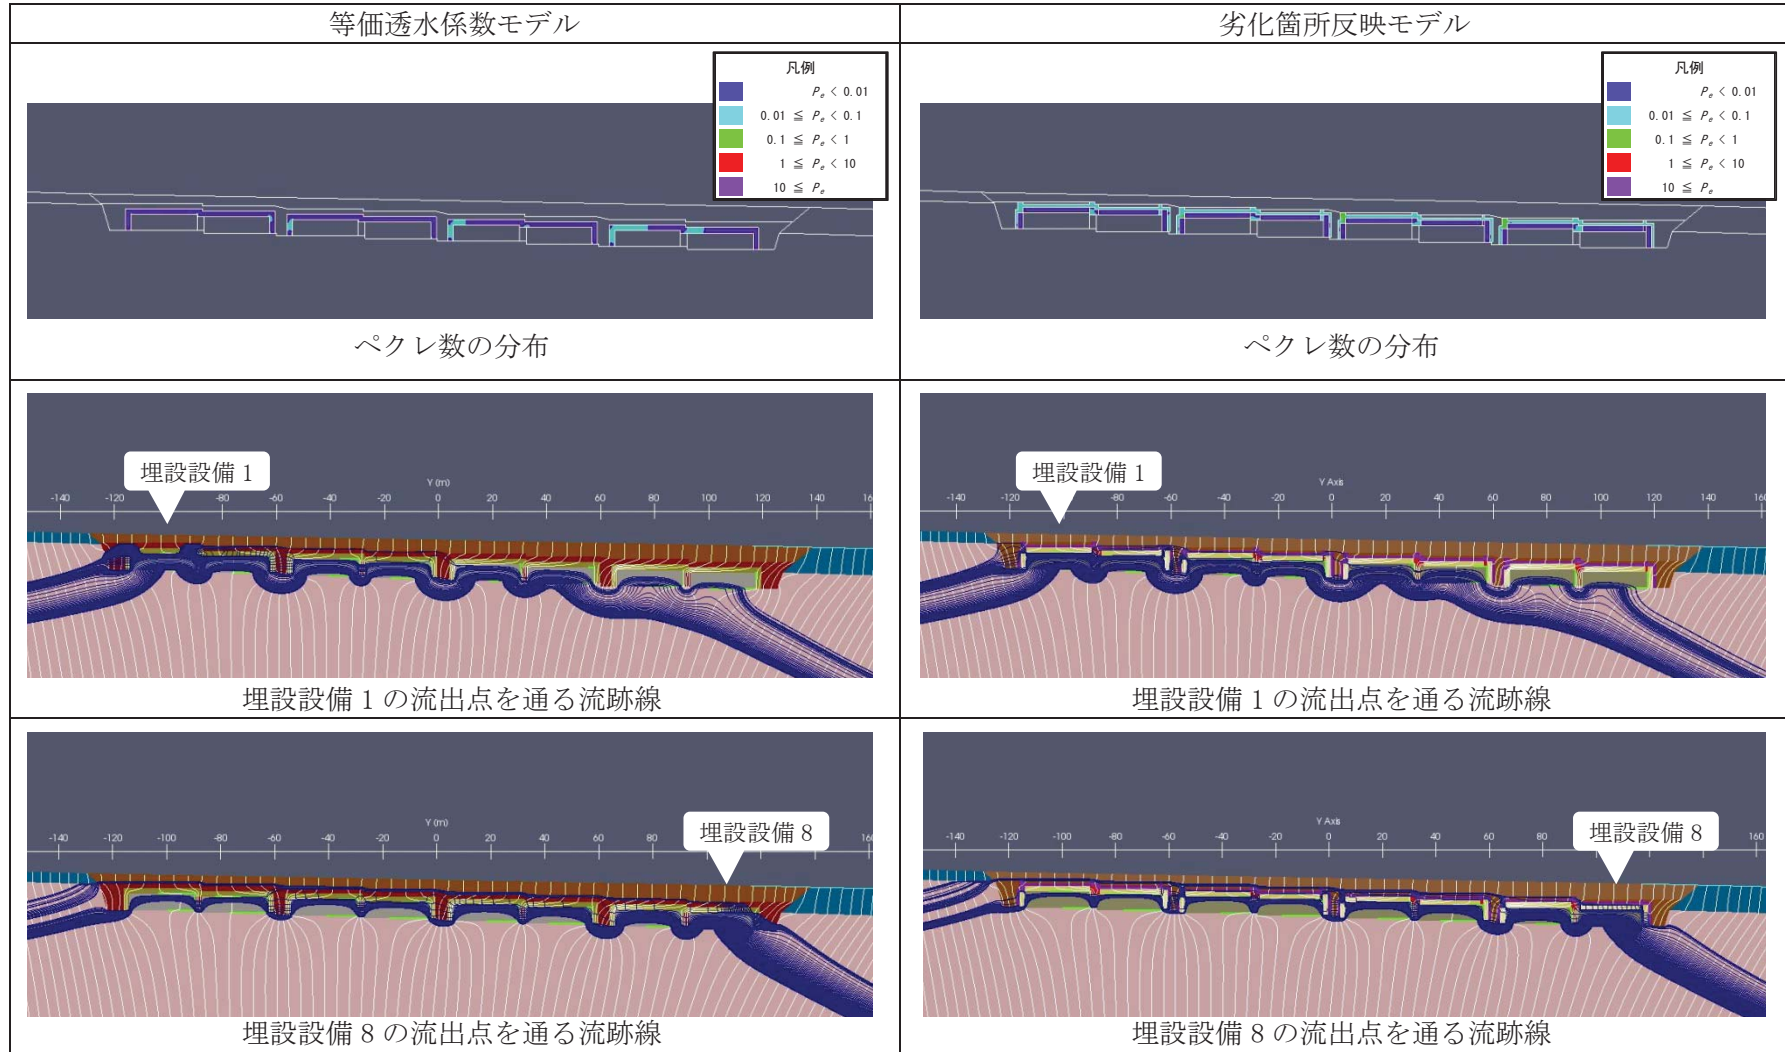 等価透水係数モデル
劣化箇所反映モデル
凡例
Pe < 0.01
0.01 ≦ Pe < 0.1
0.1 ≦ Pe < 1
1 ≦ Pe < 10
10 ≦ Pe
ペクレ数の分布
凡例
Pe < 0.01
0.01 ≦ Pe < 0.1
0.1 ≦ Pe < 1
1 ≦ Pe < 10
10 ≦ Pe
ペクレ数の分布
埋設設備 1
Y (m)
-140 -120 -80 -60 -40 -20 0 20 40 60 80 100 120 140 160
埋設設備 1 の流出点を通る流跡線
埋設設備 1
Y Axis
-140 -120 -80 -60 -40 -20 0 20 40 60 80 100 120 140 160
埋設設備 1 の流出点を通る流跡線
埋設設備 8
Y (m)
-140 -120 -100 -80 -60 -40 -20 0 20 40 60 80 160
埋設設備 8 の流出点を通る流跡線
埋設設備 8
Y Axis
-140 -120 -100 -80 -60 -40 -20 0 20 40 60 80 140 160
埋設設備 8 の流出点を通る流跡線